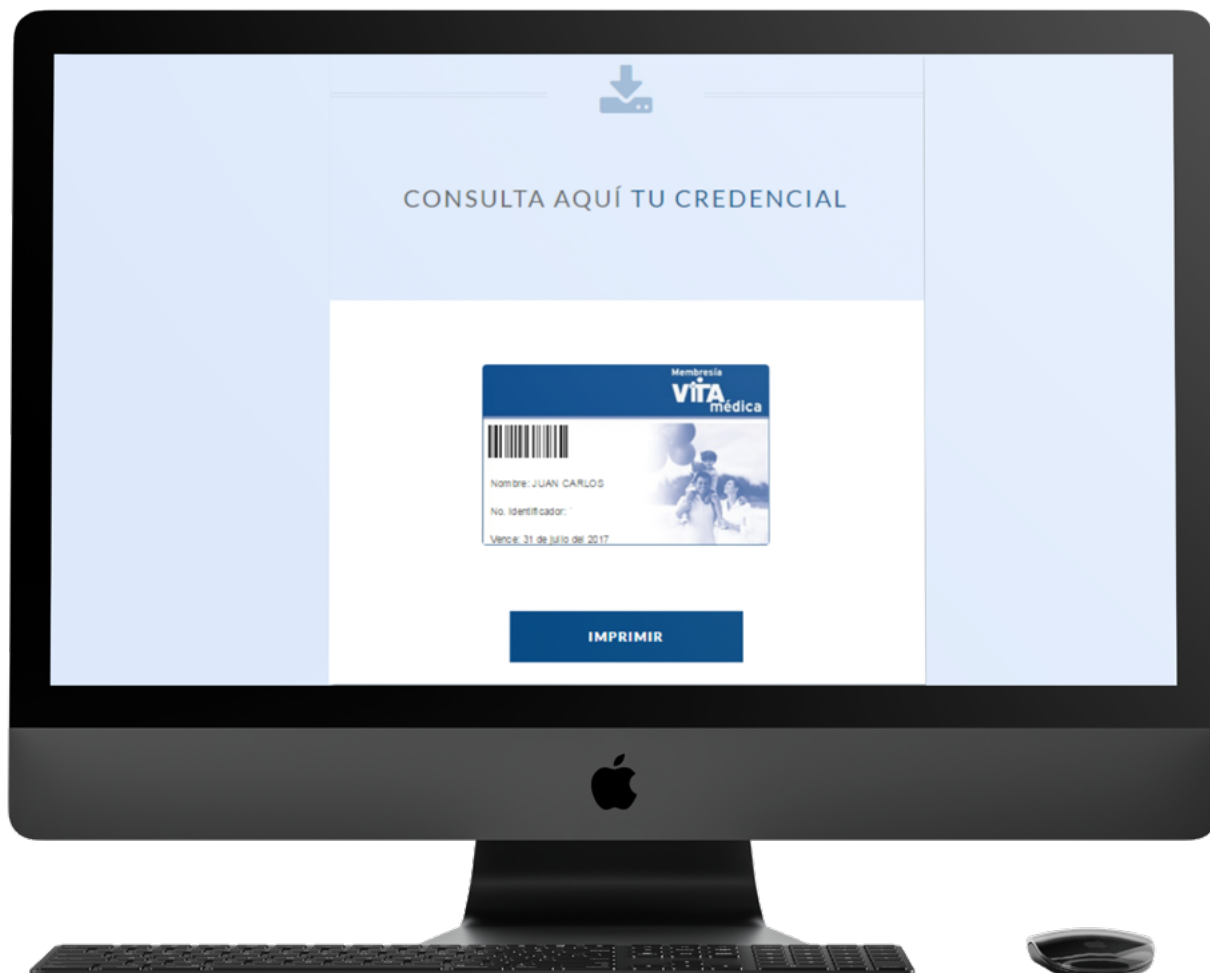 CONSULTA AQUÍ TU CREDENCIAL
Membresía
VITA
médica
Nombre: JUAN CARLOS
No. Identificador:
Vence: 31 de julio del 2017
IMPRIMIR